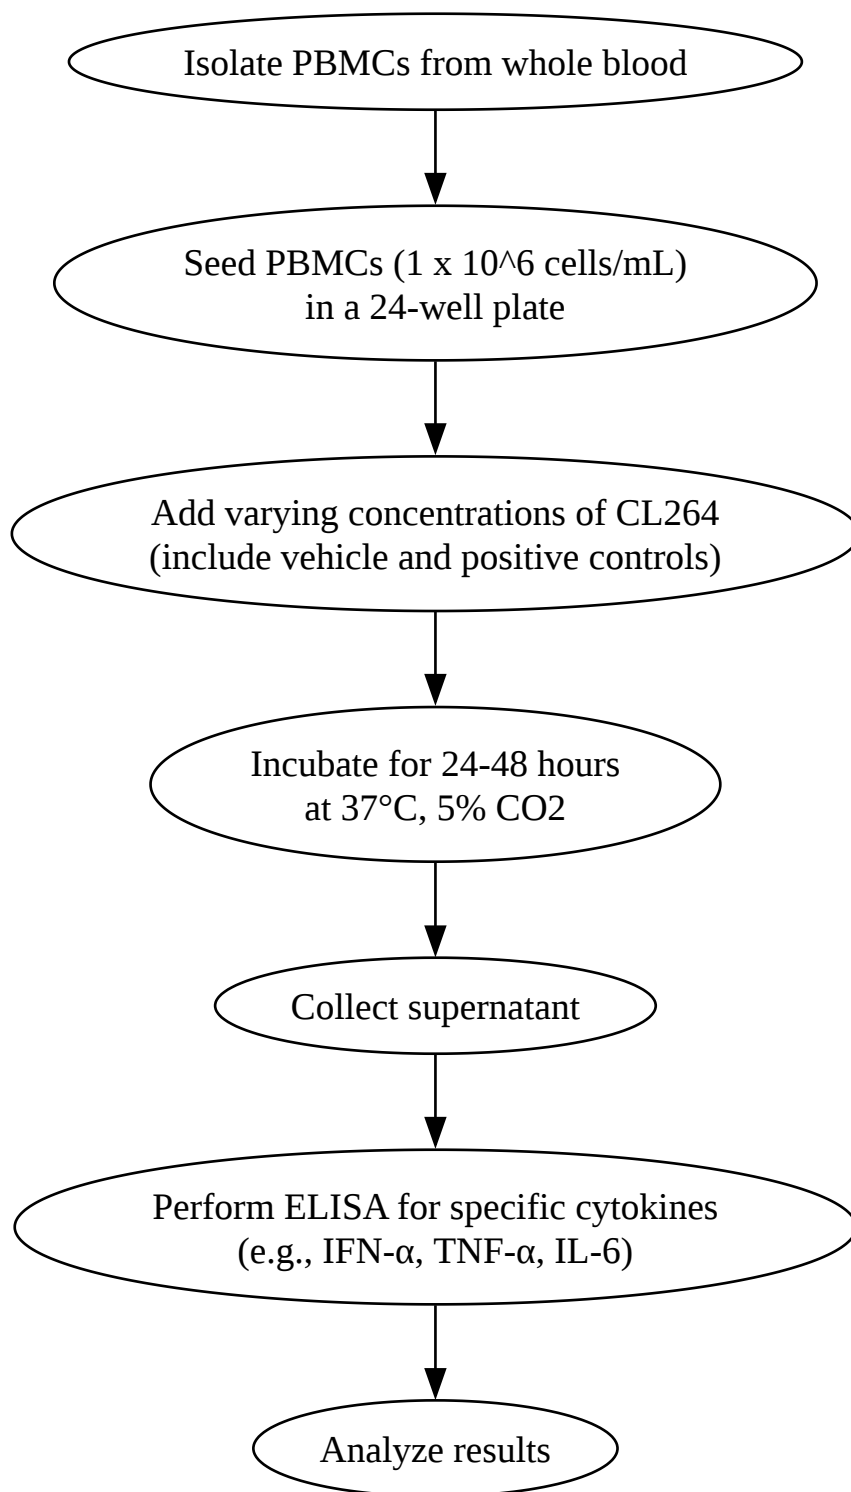 Isolate PBMCs from whole blood
Seed PBMCs (1 x 10^6 cells/mL)
in a 24-well plate
Add varying concentrations of CL264
(include vehicle and positive controls)
Incubate for 24-48 hours
at 37°C, 5% CO2
Collect supernatant
Perform ELISA for specific cytokines
(e.g., IFN-α, TNF-α, IL-6)
Analyze results